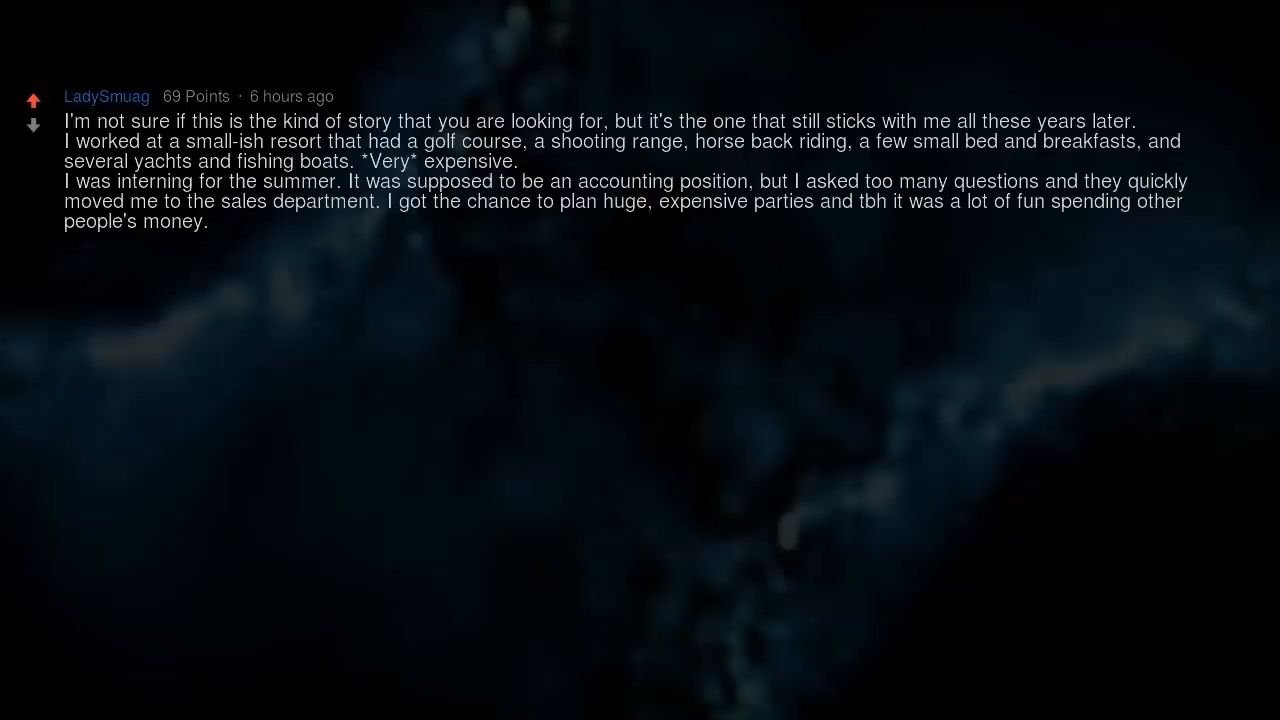 LadySmuag 69 Points · 6 hours ago
I'm not sure if this is the kind of story that you are looking for, but it's the one that still sticks with me all these years later.
I worked at a small-ish resort that had a golf course, a shooting range, horse back riding, a few small bed and breakfasts, and
several yachts and fishing boats. *Very* expensive.
I was interning for the summer. It was supposed to be an accounting position, but I asked too many questions and they quickly
moved me to the sales department. I got the chance to plan huge, expensive parties and tbh it was a lot of fun spending other
people's money.